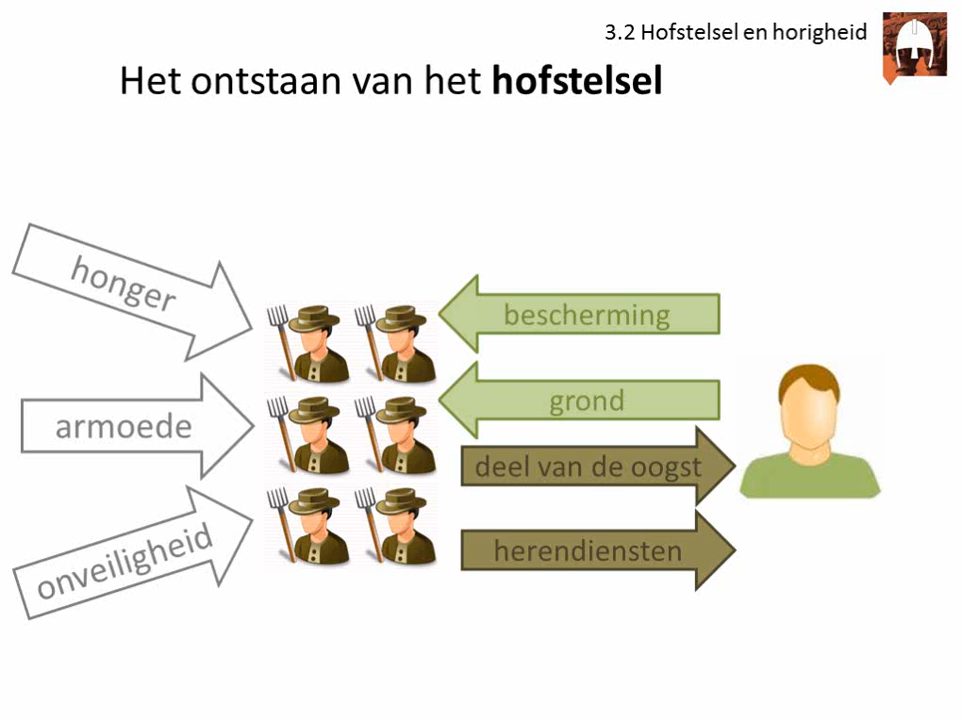 3.2 Hofstelsel en horigheid
Het ontstaan van het hofstelsel
honger
armoede
onveiligheid
bescherming
grond
deel van de oogst
herendiensten